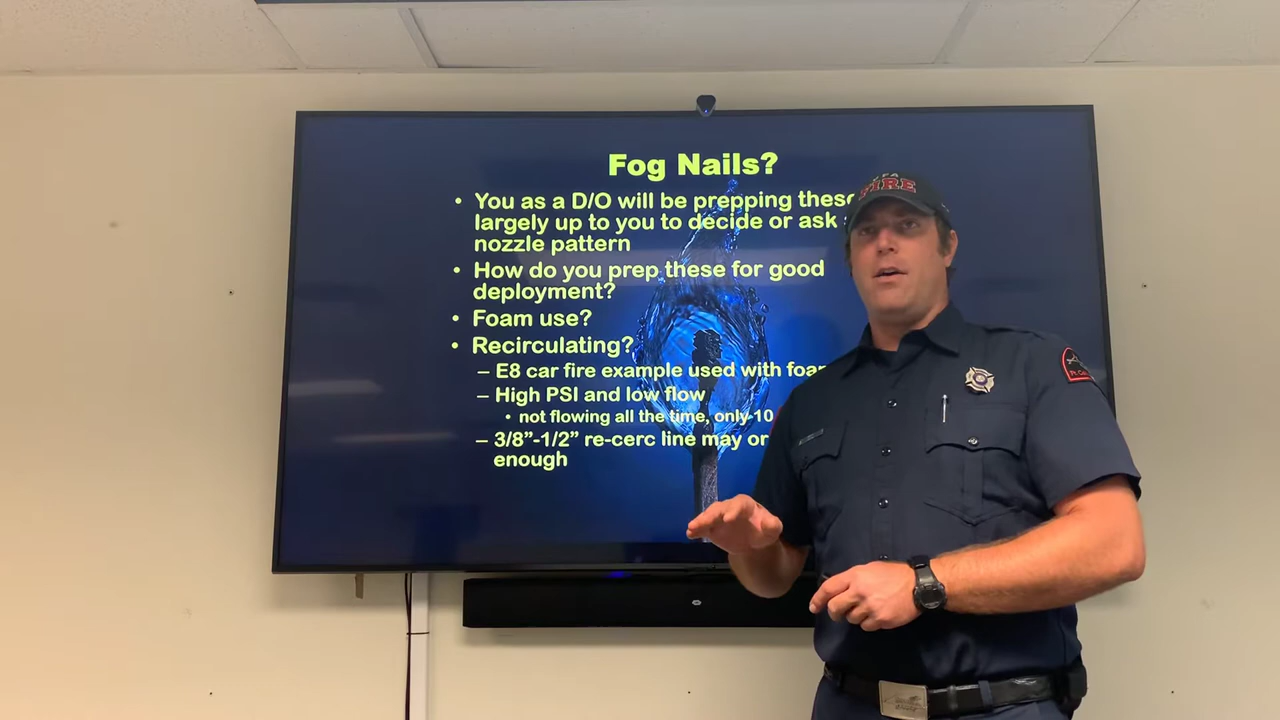 Fog Nails?
• You as a D/O will be prepping these
largely up to you to decide or ask
nozzle pattern
• How do you prep these for good
deployment?
• Foam use?
• Recirculating?
– E8 car fire example used with foam
– High PSI and low flow
• not flowing all the time, only 10
– 3/8”-1/2” re-cerc line may or
enough
FIRE